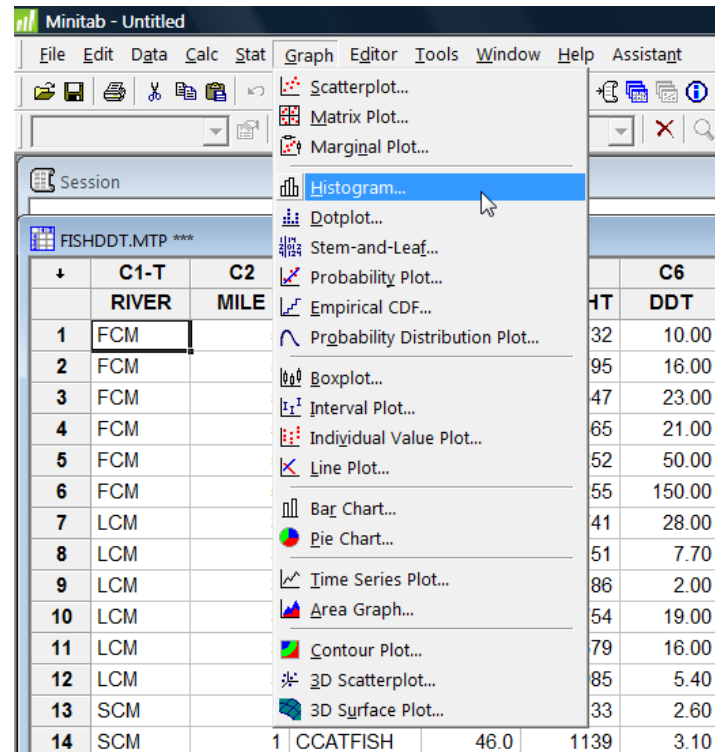 Minitab - Untitled
File Edit Data Calc Stat Graph Editor Tools Window Help Assistant
Scatterplot...
Matrix Plot...
Marginal Plot...
Session
Histogram...
Dotplot...
FISHDDT.MTP ***
Stem-and-Leaf...
Probability Plot...
Empirical CDF...
Probability Distribution Plot...
Boxplot...
Interval Plot...
Individual Value Plot...
Line Plot...
Bar Chart...
Pie Chart...
Time Series Plot...
Area Graph...
Contour Plot...
3D Scatterplot...
3D Surface Plot...
C1-T C2 C6
RIVER MILE HT DDT
1 FCM 32 10.00
2 FCM 95 16.00
3 FCM 47 23.00
4 FCM 65 21.00
5 FCM 52 50.00
6 FCM 55 150.00
7 LCM 41 28.00
8 LCM 51 7.70
9 LCM 86 2.00
10 LCM 54 19.00
11 LCM 79 16.00
12 LCM 85 5.40
13 SCM 33 2.60
14 SCM 1 CCATFISH 46.0 1139 3.10